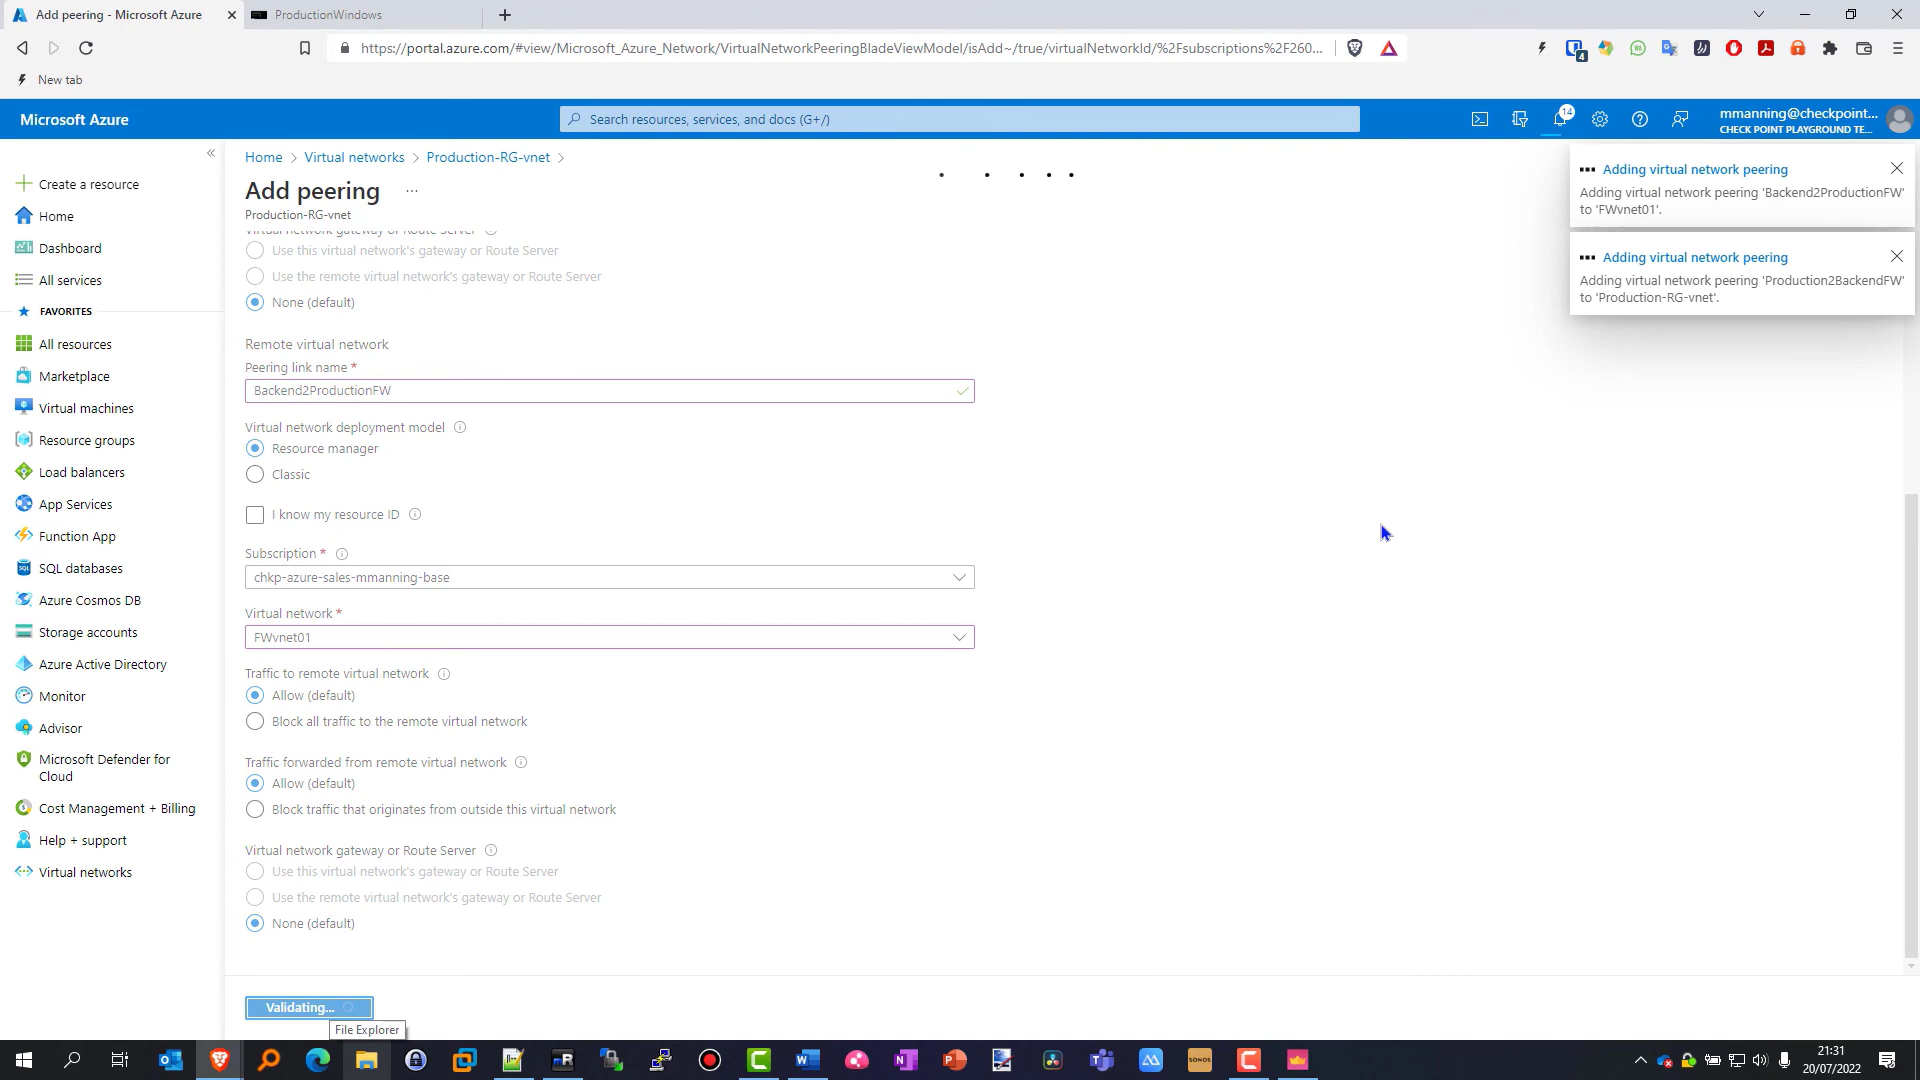 Add peering - Microsoft Azure
ProductionWindows
https://portal.azure.com/#view/Microsoft_Azure_Network/VirtualNetworkPeeringBladeViewModel/isAdd~/true/virtualNetworkId/%2Fsubscriptions%2F260...
4
New tab
Microsoft Azure
Search resources, services, and docs (G+/)
14
mmanning@checkpoint...
CHECK POINT PLAYGROUND TE...
Home > Virtual networks > Production-RG-vnet >
Add peering ...
Production-RG-vnet
Create a resource
Home
Dashboard
All services
FAVORITES
All resources
Marketplace
Virtual machines
Resource groups
Load balancers
App Services
Function App
SQL databases
Azure Cosmos DB
Storage accounts
Azure Active Directory
Monitor
Advisor
Microsoft Defender for
Cloud
Cost Management + Billing
Help + support
Virtual networks
Virtual network gateway or Route Server
Use this virtual network's gateway or Route Server
Use the remote virtual network's gateway or Route Server
None (default)
Remote virtual network
Peering link name *
Backend2ProductionFW
Virtual network deployment model
Resource manager
Classic
I know my resource ID
Subscription *
chkp-azure-sales-mmanning-base
Virtual network *
FWvnet01
Traffic to remote virtual network
Allow (default)
Block all traffic to the remote virtual network
Traffic forwarded from remote virtual network
Allow (default)
Block traffic that originates from outside this virtual network
Virtual network gateway or Route Server
Use this virtual network's gateway or Route Server
Use the remote virtual network's gateway or Route Server
None (default)
Validating...
File Explorer
Adding virtual network peering
Adding virtual network peering 'Backend2ProductionFW'
to 'FWvnet01'.
Adding virtual network peering
Adding virtual network peering 'Production2BackendFW'
to 'Production-RG-vnet'.
SONOS
21:31
20/07/2022